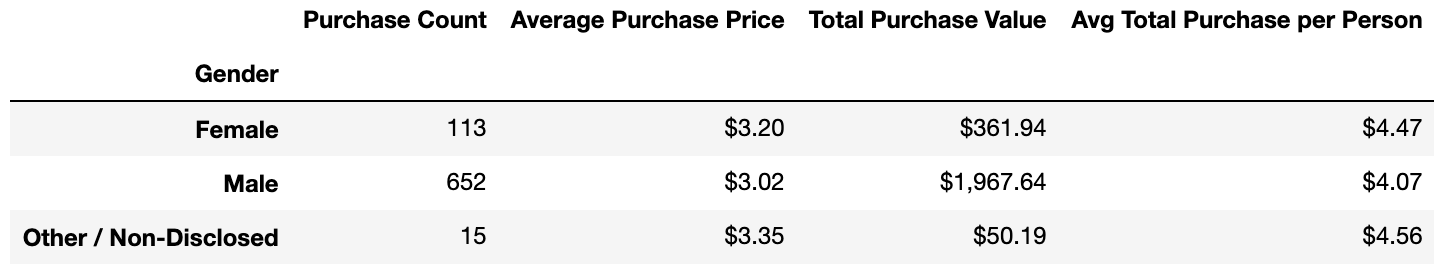 Purchase Count Average Purchase Price Total Purchase Value Avg Total Purchase per Person
Gender
Female 113 $3.20 $361.94 $4.47
Male 652 $3.02 $1,967.64 $4.07
Other / Non-Disclosed 15 $3.35 $50.19 $4.56